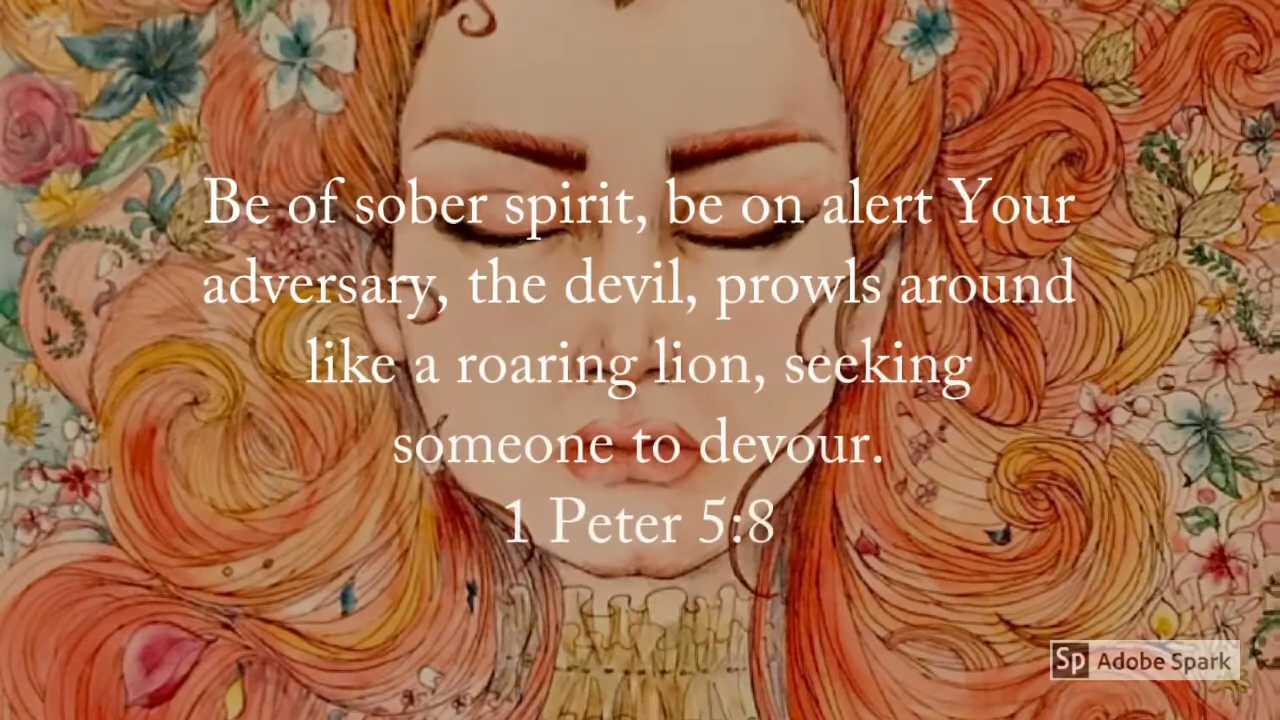 Be of sober spirit, be on alert Your
adversary, the devil, prowls around
like a roaring lion, seeking
someone to devour.
1 Peter 5:8
Sp Adobe Spark